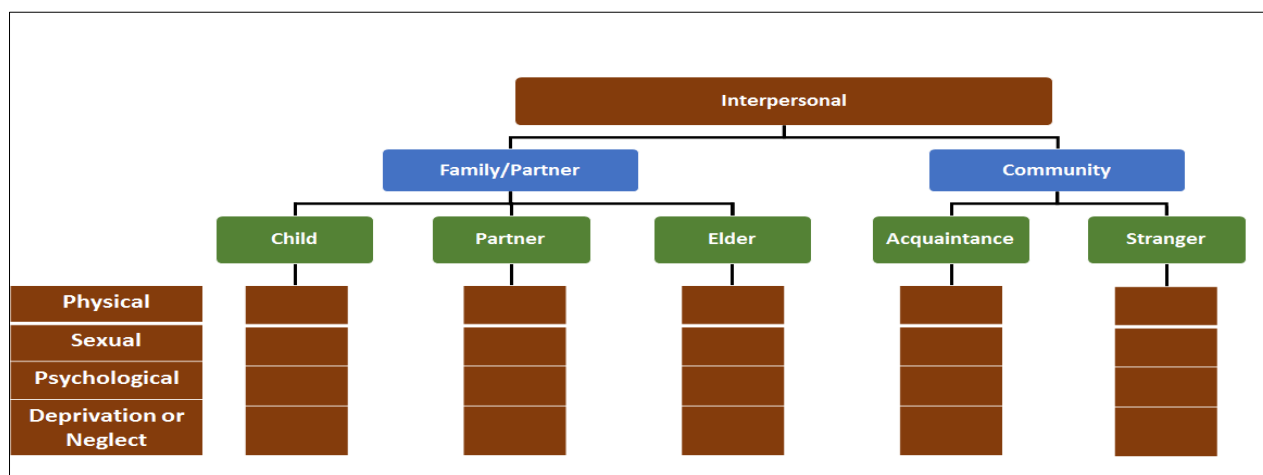 Interpersonal
Family/Partner
Community
Child
Partner
Elder
Acquaintance
Stranger
Physical
Sexual
Psychological
Deprivation or
Neglect